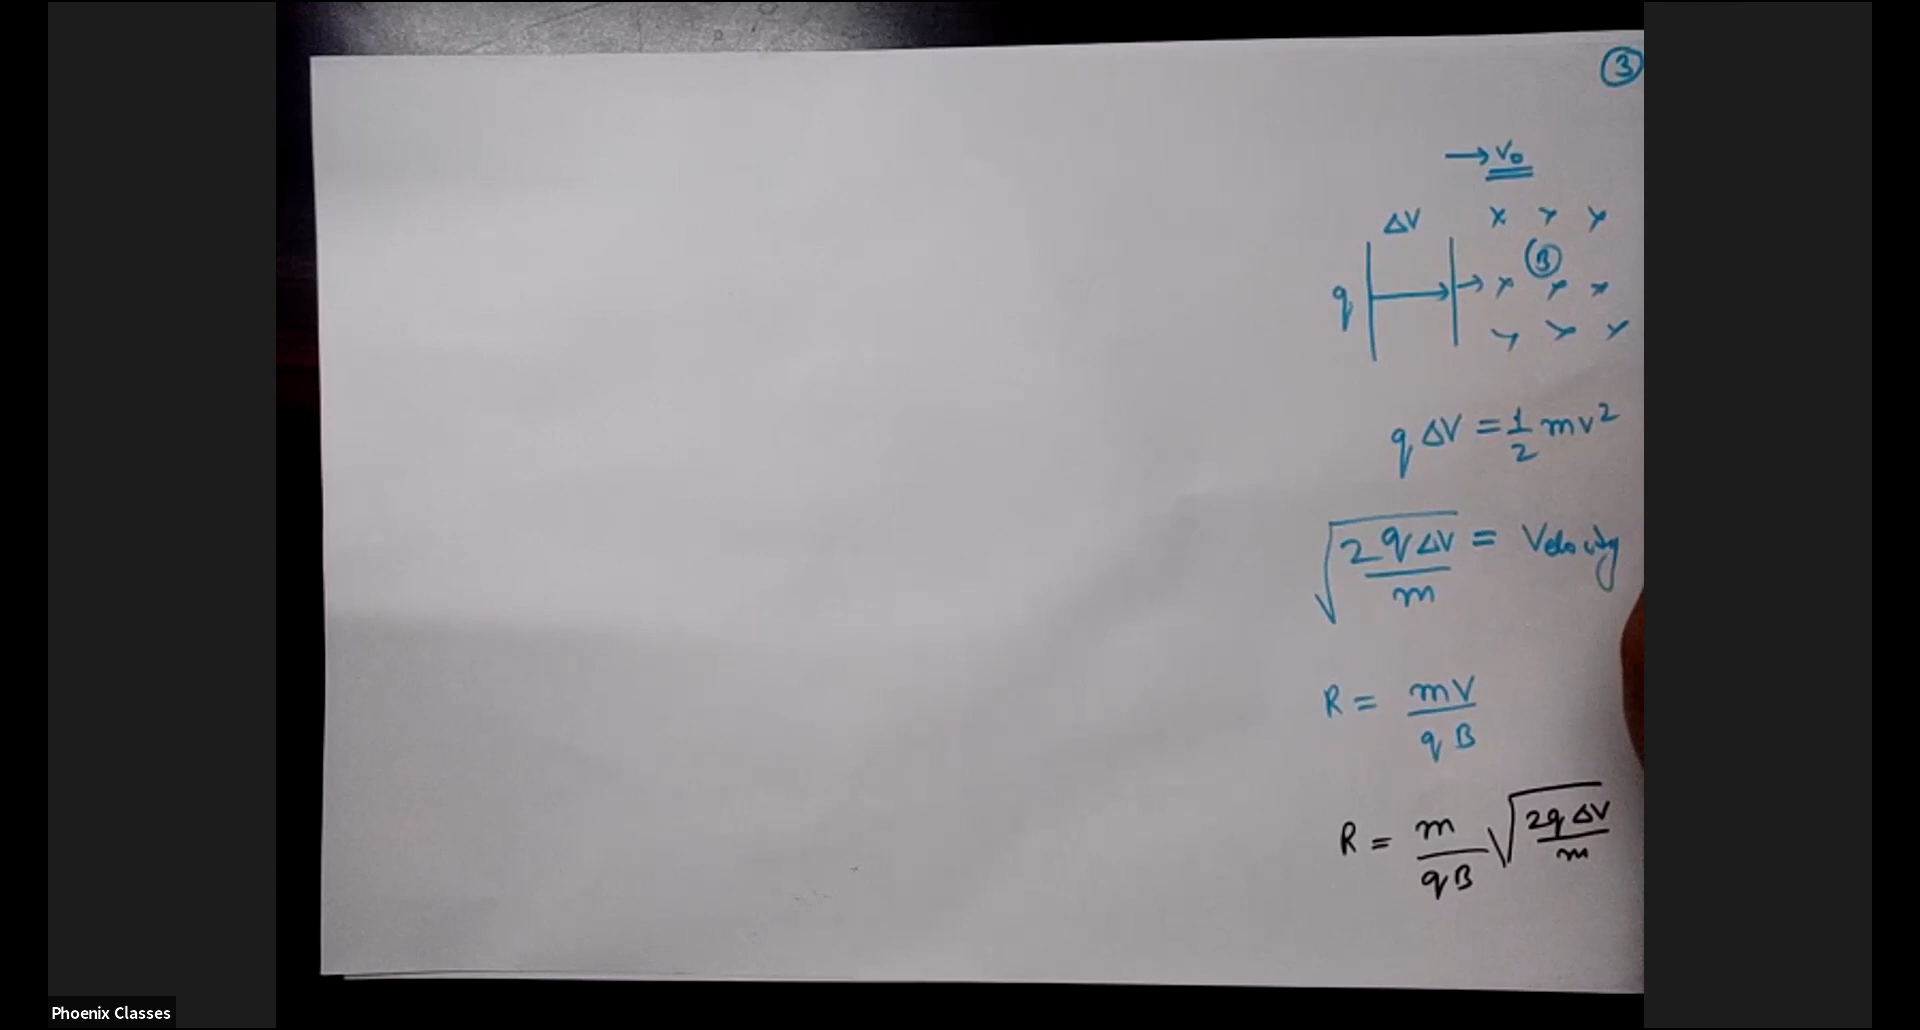 3
→ V₀
ΔV x x x
B
q → → x x x
x x x
q ΔV = 1/2 mv²
√(2qΔV/m) = Velocity
R = mV/qB
R = m/qB √(2qΔV/m)
Phoenix Classes